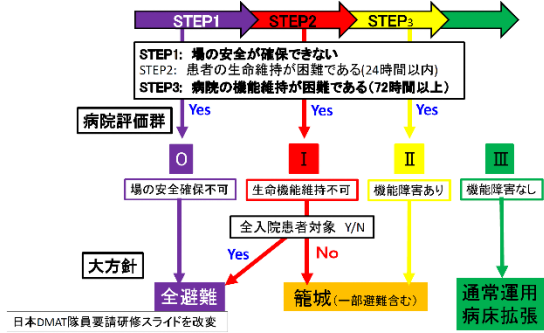 STEP1
STEP2
STEP3
STEP1: 場の安全が確保できない
STEP2: 患者の生命維持が困難である(24時間以内)
STEP3: 病院の機能維持が困難である(72時間以上)
Yes
Yes
Yes
病院評価群
0
Ⅰ
Ⅱ
Ⅲ
場の安全確保不可
生命機能維持不可
機能障害あり
機能障害なし
全入院患者対象 Y/N
Yes
No
大方針
全避難
籠城(一部避難含む)
通常運用
病床拡張
日本DMAT隊員要請研修スライドを改変